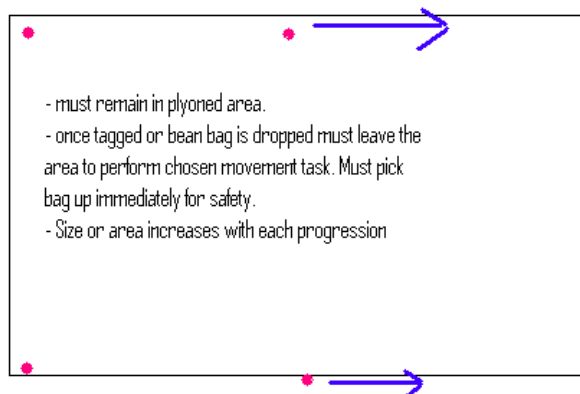 - must remain in plyoned area.
- once tagged or bean bag is dropped must leave the
area to perform chosen movement task. Must pick
bag up immediately for safety.
- Size or area increases with each progression